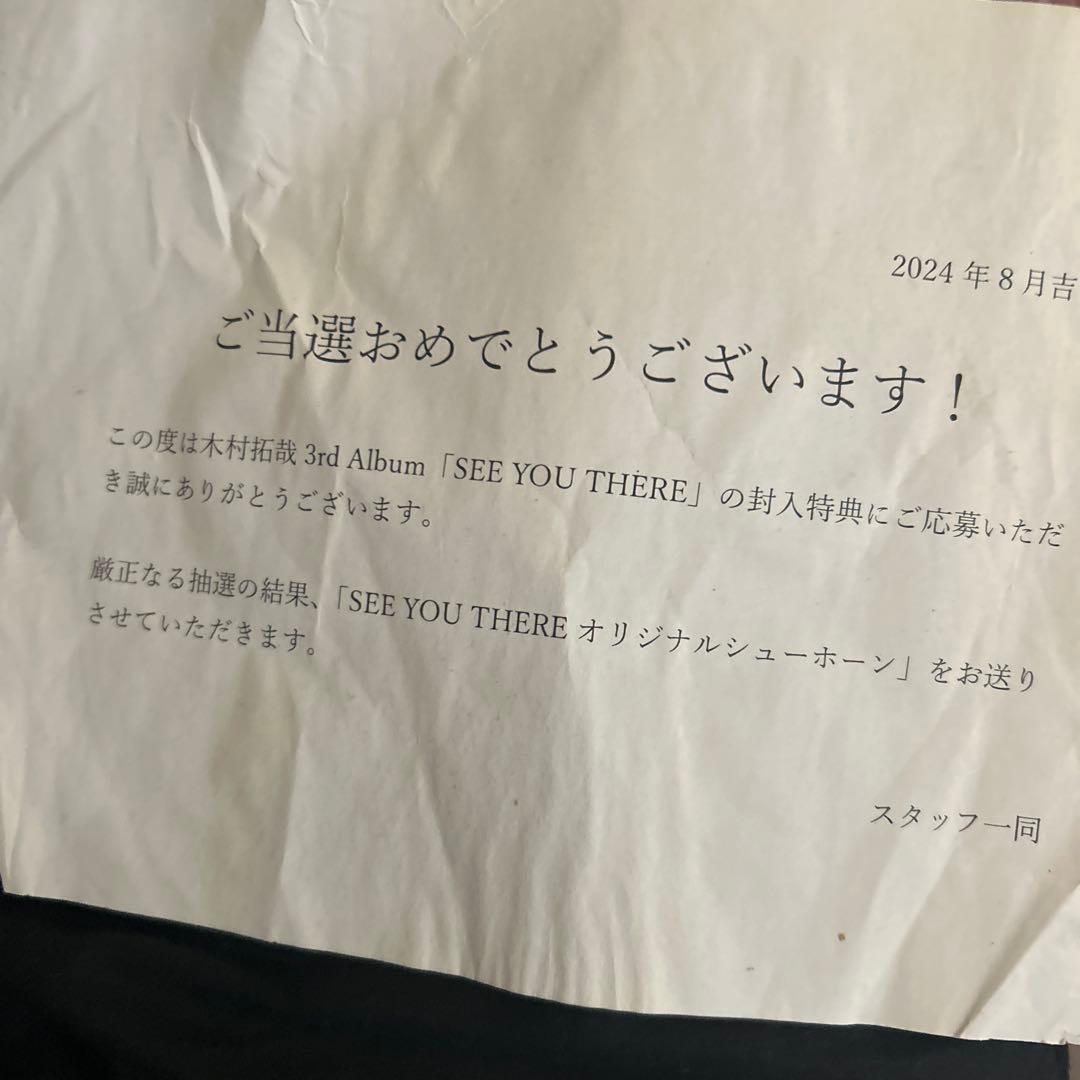 2024年8月吉
ご当選おめでとうございます！
この度は木村拓哉 3rd Album「SEE YOU THERE」の封入特典にご応募いただ
き誠にありがとうございます。
厳正なる抽選の結果、「SEE YOU THERE オリジナルシューホーン」をお送り
させていただきます。
スタッフ一同